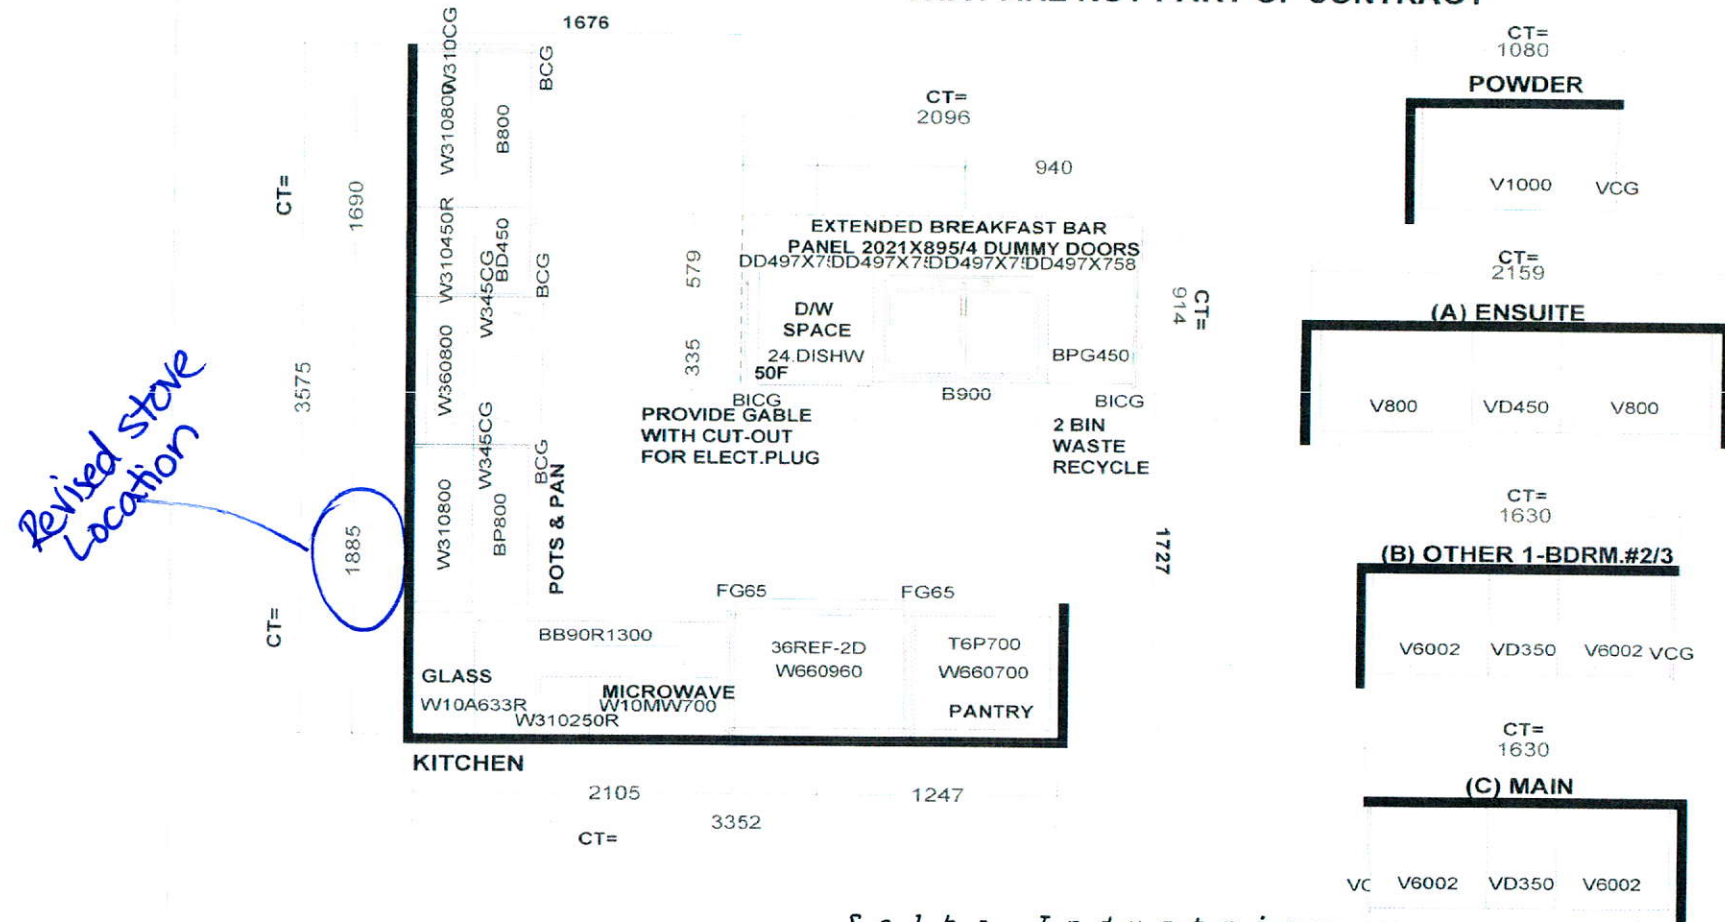 1676
CT=
1080
POWDER
V1000
VCG
CT=
2159
(A) ENSUITE
V800
VD450
V800
CT=
1630
(B) OTHER 1-BDRM.#2/3
V6002
VD350
V6002
VCG
CT=
1630
(C) MAIN
V6002
VD350
V6002
CT=
2096
940
EXTENDED BREAKFAST BAR
PANEL 2021X895/4 DUMMY DOORS
DD497X758
579
335
D/W
SPACE
24.DISHW
50F
BPG450
CT=
914
BICG
B900
BICG
PROVIDE GABLE
WITH CUT-OUT
FOR ELECT.PLUG
2 BIN
WASTE
RECYCLE
1727
W310CG
W310800
B800
BCG
W310450R
BD450
BCG
W345CG
W360800
W345CG
BCG
W310800
BP800
POTS & PAN
CT=
1690
3575
1885
CT=
Revised stove
Location
FG65
FG65
BB90R1300
36REF-2D
W660960
T6P700
W660700
PANTRY
GLASS
W10A633R
MICROWAVE
W10MW700
W310250R
KITCHEN
2105
1247
3352
CT=